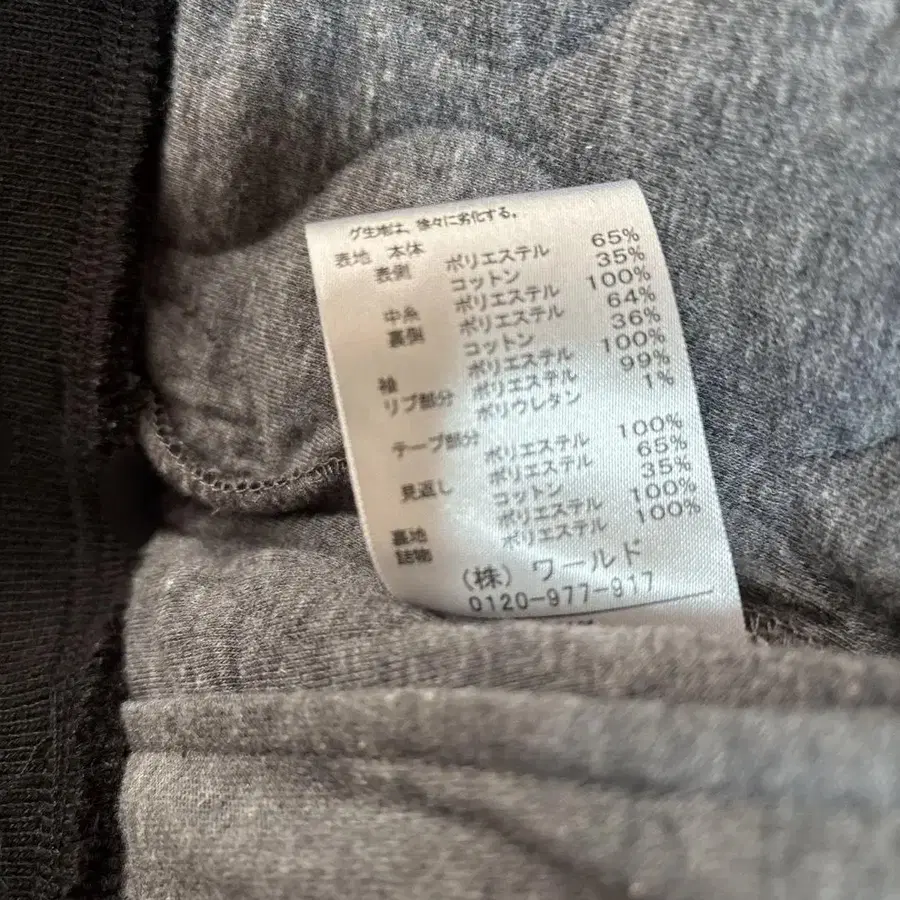 グ生地は、徐々に劣化する。
表地 本体
表側 ポリエステル 65%
コットン 35%
中糸 ポリエステル 100%
裏側 ポリエステル 64%
コットン 36%
袖 ポリエステル 100%
リブ部分 ポリエステル 99%
ポリウレタン 1%
テープ部分
ポリエステル 100%
見返し ポリエステル 65%
コットン 35%
裏地 ポリエステル 100%
詰物 ポリエステル 100%
(株) ワールド
0120-977-917